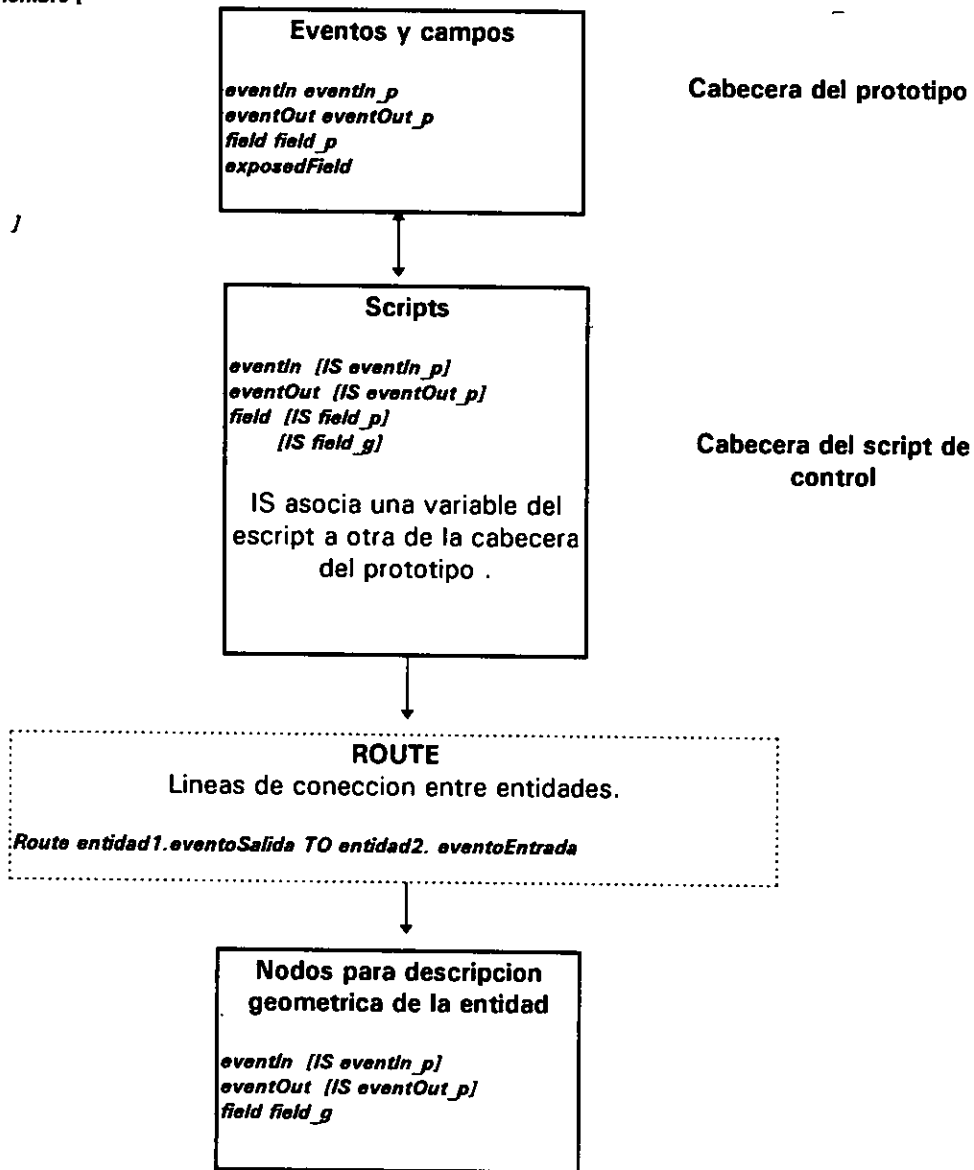 Eventos y campos
eventIn eventIn_p
eventOut eventOut_p
field field_p
exposedField
Cabecera del prototipo
]
Scripts
eventIn [IS eventIn_p]
eventOut [IS eventOut_p]
field [IS field_p]
[IS field_g]
IS asocia una variable del
escript a otra de la cabecera
del prototipo .
Cabecera del script de
control
ROUTE
Lineas de coneccion entre entidades.
Route entidad1.eventoSalida TO entidad2. eventoEntrada
Nodos para descripcion
geometrica de la entidad
eventIn [IS eventIn_p]
eventOut [IS eventOut_p]
field field_g